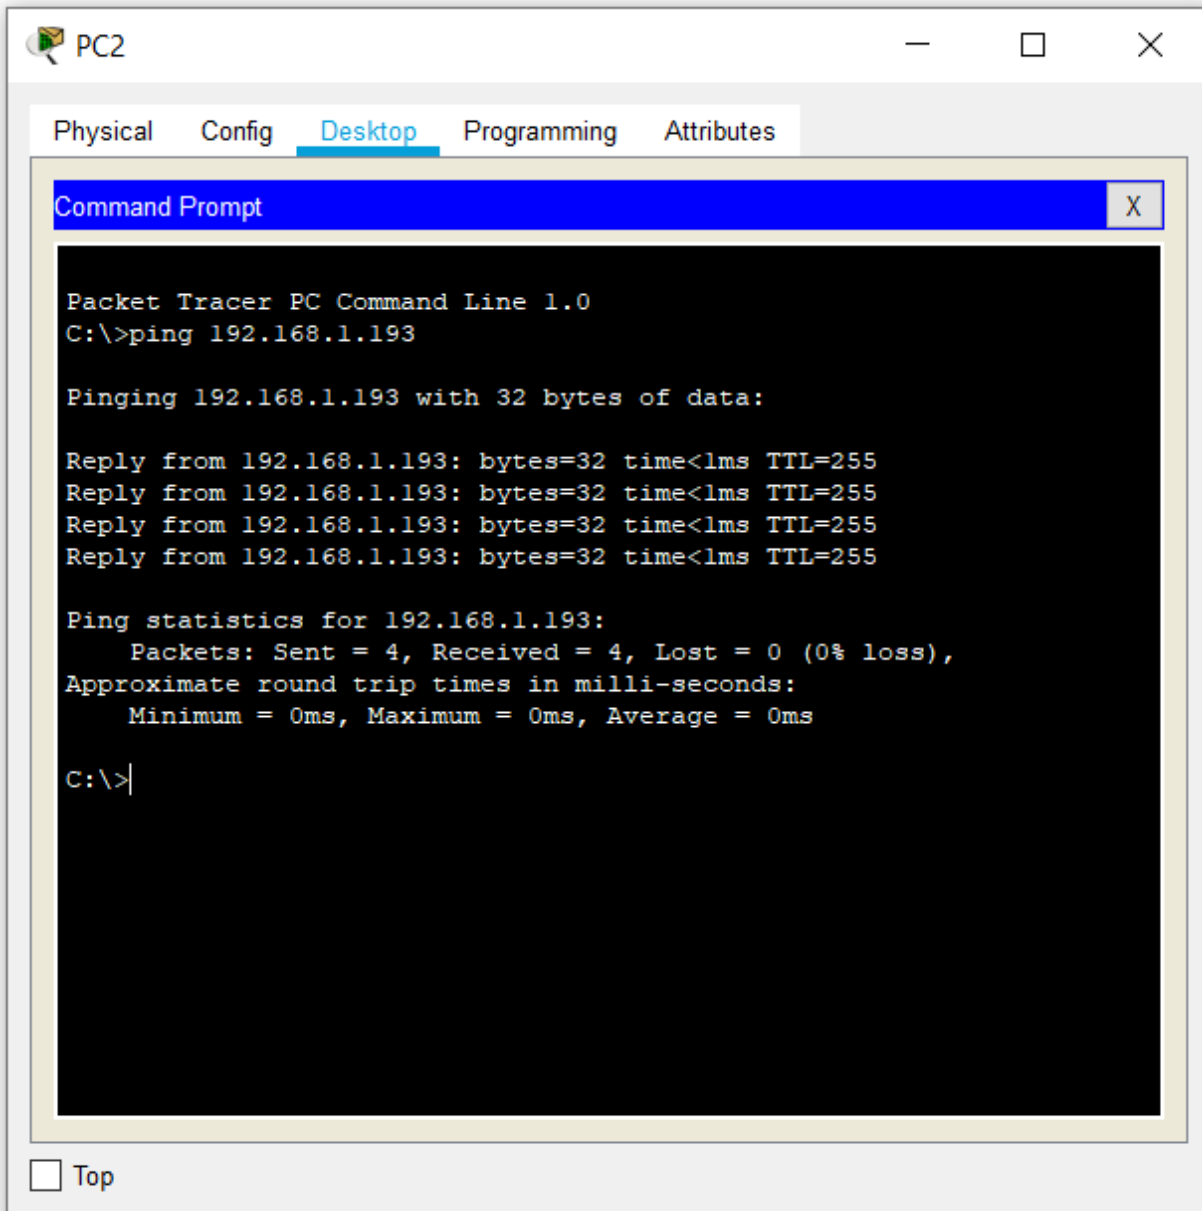 PC2
Physical Config Desktop Programming Attributes
Command Prompt X
Packet Tracer PC Command Line 1.0
C:\>ping 192.168.1.193
Pinging 192.168.1.193 with 32 bytes of data:
Reply from 192.168.1.193: bytes=32 time<1ms TTL=255
Reply from 192.168.1.193: bytes=32 time<1ms TTL=255
Reply from 192.168.1.193: bytes=32 time<1ms TTL=255
Reply from 192.168.1.193: bytes=32 time<1ms TTL=255
Ping statistics for 192.168.1.193:
Packets: Sent = 4, Received = 4, Lost = 0 (0% loss),
Approximate round trip times in milli-seconds:
Minimum = 0ms, Maximum = 0ms, Average = 0ms
C:\>
Top